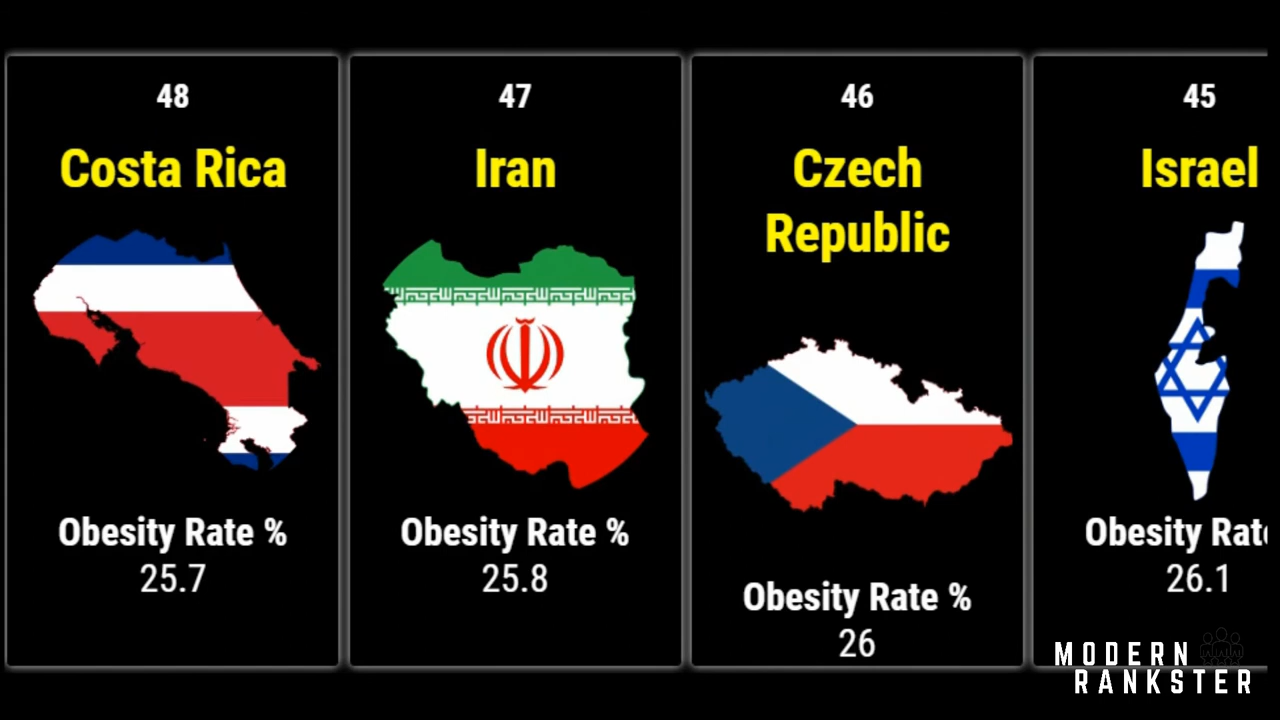 48
Costa Rica
Obesity Rate %
25.7
47
Iran
Obesity Rate %
25.8
46
Czech
Republic
Obesity Rate %
26
45
Israel
Obesity Rate
26.1
MODERN
RANKSTER